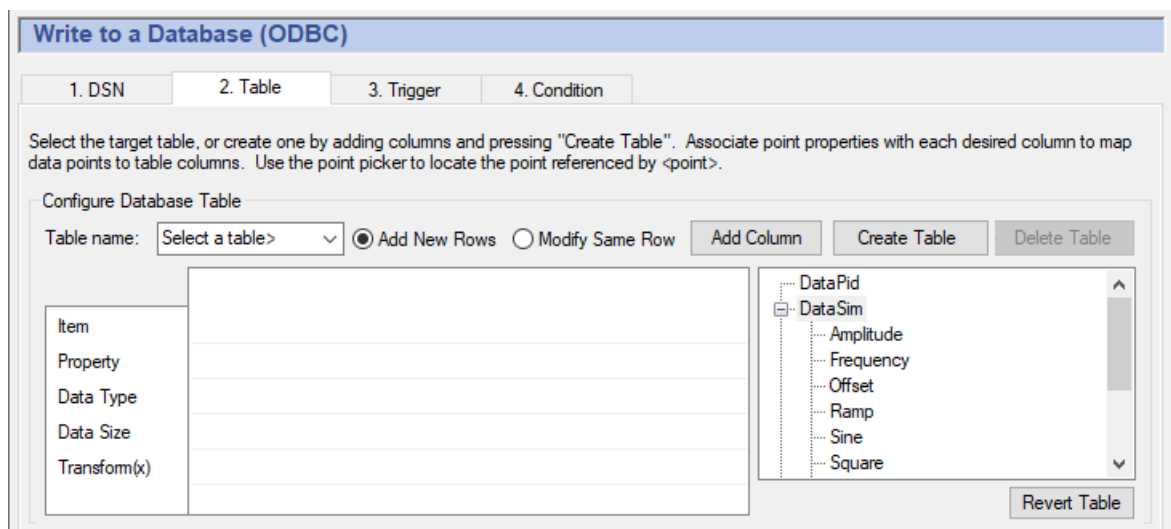 Write to a Database (ODBC)
1. DSN 2. Table 3. Trigger 4. Condition
Select the target table, or create one by adding columns and pressing "Create Table".  Associate point properties with each desired column to map
data points to table columns.  Use the point picker to locate the point referenced by <point>.
Configure Database Table
Table name: Select a table> Add New Rows Modify Same Row Add Column Create Table Delete Table
Item
Property
Data Type
Data Size
Transform(x)
DataPid
DataSim
Amplitude
Frequency
Offset
Ramp
Sine
Square
Revert Table